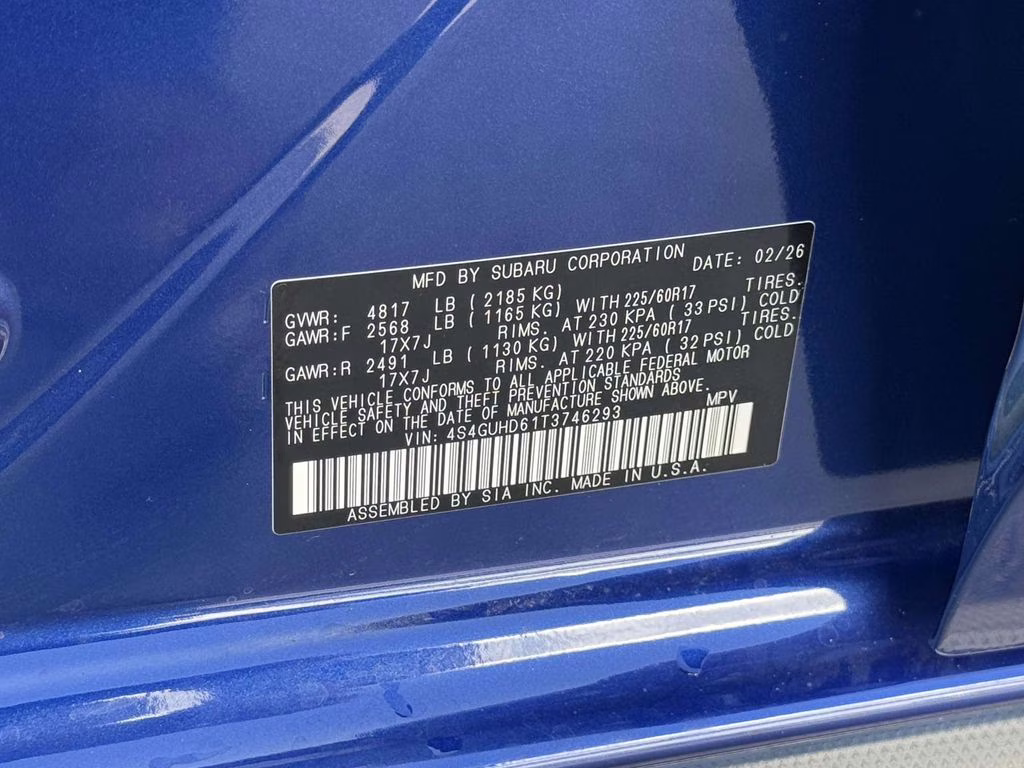 MFD BY SUBARU CORPORATION DATE: 02/26
GVWR: 4817 LB ( 2185 KG)
GAWR:F 2568 LB ( 1165 KG) WITH 225/60R17 TIRES.
17X7J RIMS. AT 230 KPA ( 33 PSI) COLD
GAWR:R 2491 LB ( 1130 KG) WITH 225/60R17 TIRES.
17X7J RIMS. AT 220 KPA ( 32 PSI) COLD
THIS VEHICLE CONFORMS TO ALL APPLICABLE FEDERAL MOTOR
VEHICLE SAFETY AND THEFT PREVENTION STANDARDS
IN EFFECT ON THE DATE OF MANUFACTURE SHOWN ABOVE.
VIN: 4S4GUHD61T3746293 MPV
ASSEMBLED BY SIA INC. MADE IN U.S.A.